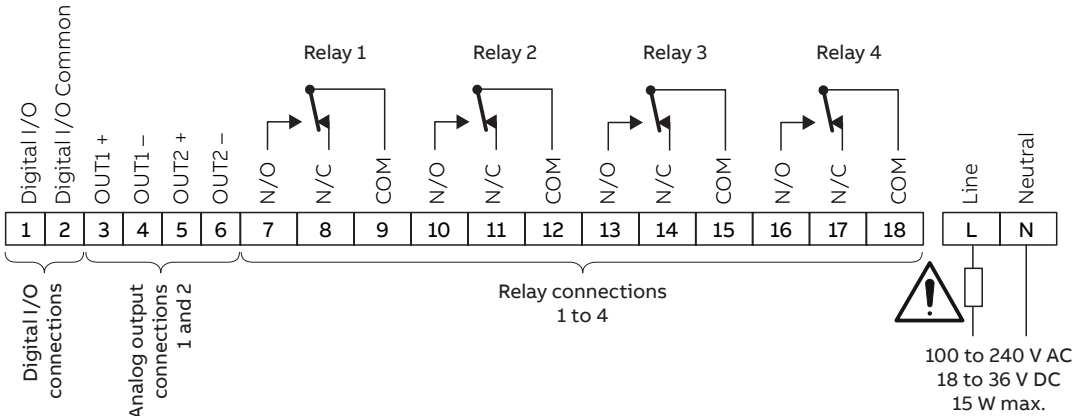 Relay 1
Relay 2
Relay 3
Relay 4
Digital I/O
Digital I/O Common
OUT1 +
OUT1 –
OUT2 +
OUT2 –
N/O
N/C
COM
N/O
N/C
COM
N/O
N/C
COM
N/O
N/C
COM
Line
Neutral
1
2
3
4
5
6
7
8
9
10
11
12
13
14
15
16
17
18
L
N
Digital I/O
connections
Analog output
connections
1 and 2
Relay connections
1 to 4
!
100 to 240 V AC
18 to 36 V DC
15 W max.